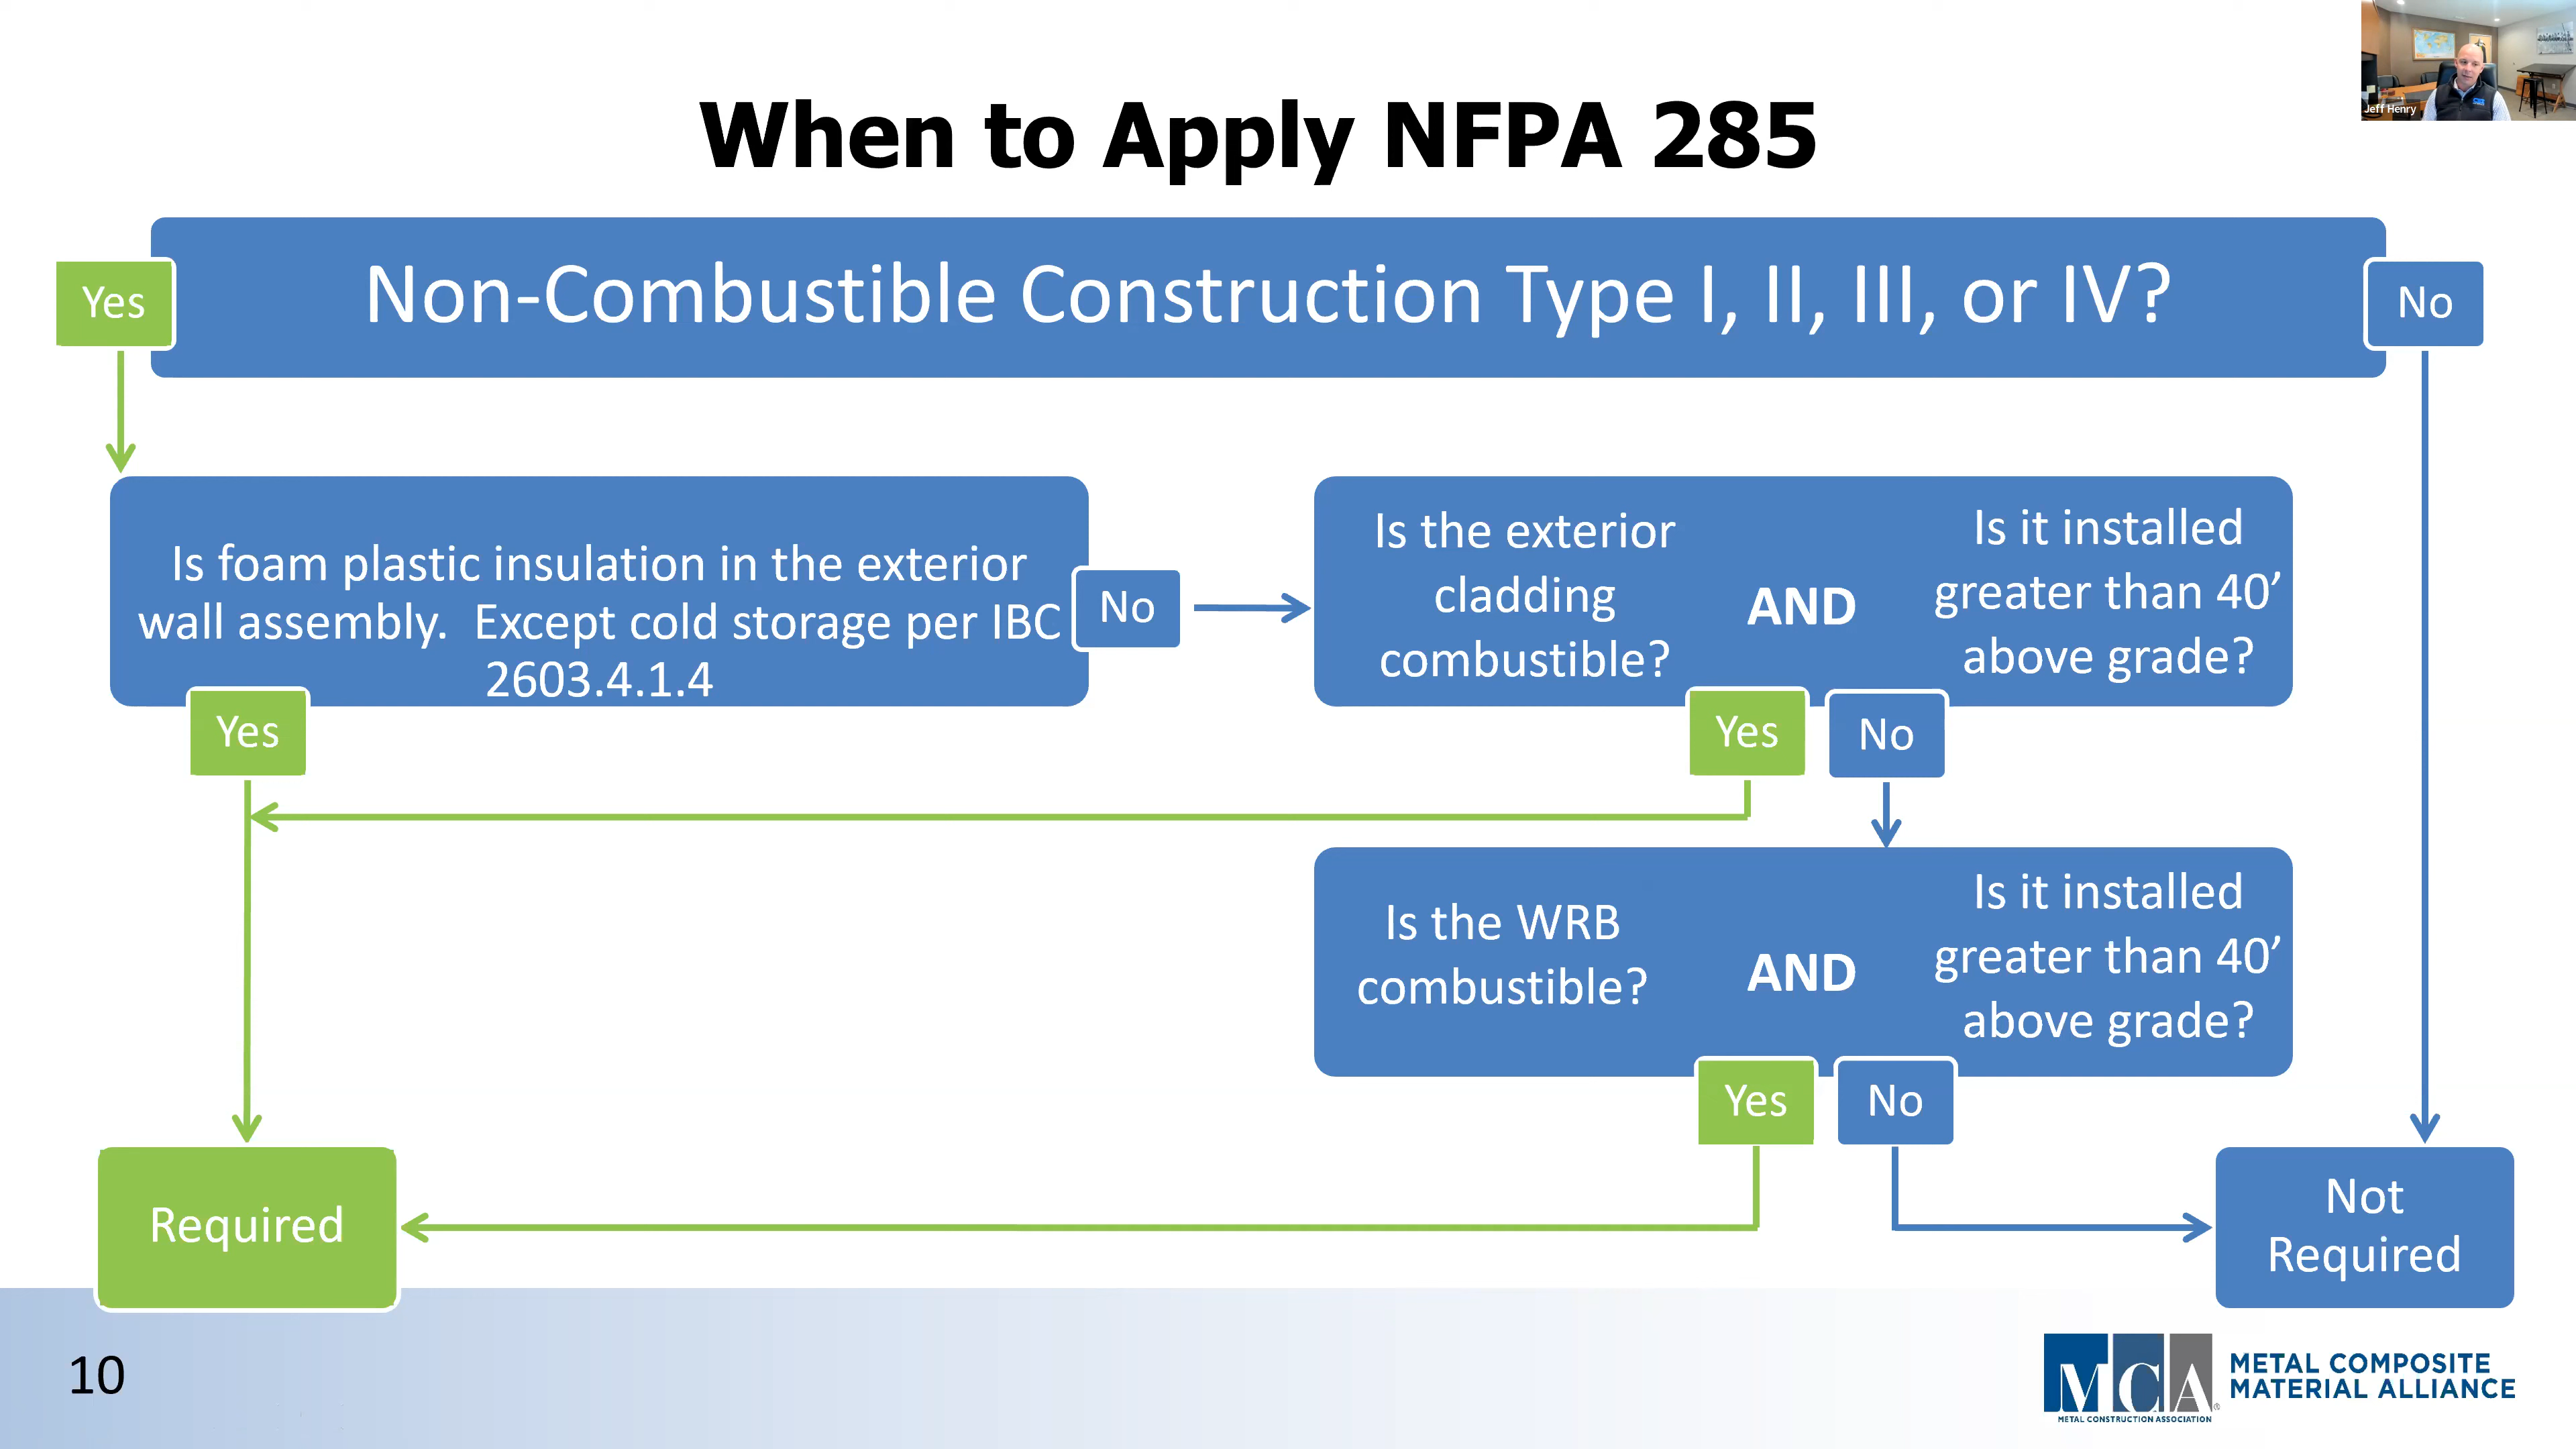 Jeff Henry
When to Apply NFPA 285
Yes
Non-Combustible Construction Type I, II, III, or IV?
No
Is foam plastic insulation in the exterior
wall assembly.  Except cold storage per IBC
2603.4.1.4
No
Yes
Is the exterior
cladding
combustible?
AND
Is it installed
greater than 40’
above grade?
Yes
No
Is the WRB
combustible?
AND
Is it installed
greater than 40’
above grade?
Yes
No
Required
Not
Required
10
MCA
METAL CONSTRUCTION ASSOCIATION
METAL COMPOSITE
MATERIAL ALLIANCE